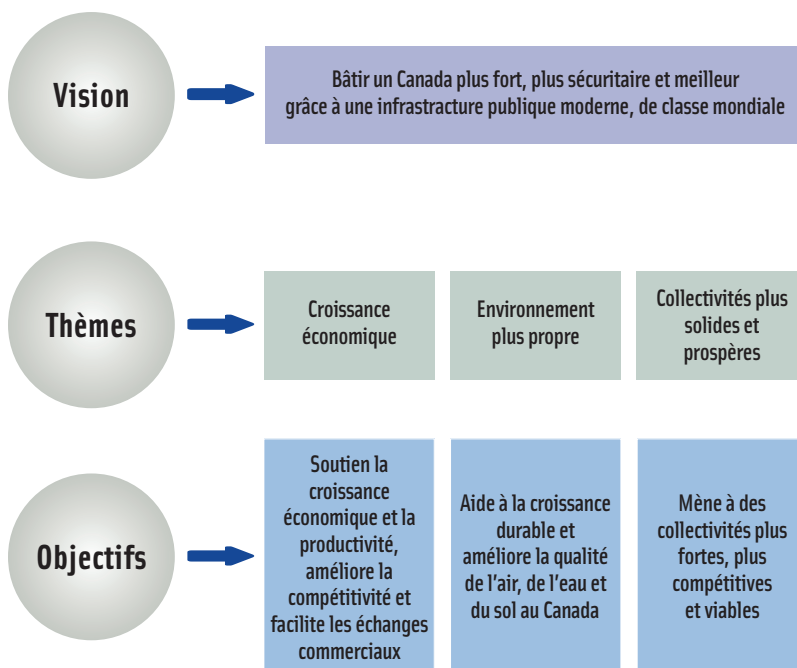 Vision
Bâtir un Canada plus fort, plus sécuritaire et meilleur
grâce à une infrastracture publique moderne, de classe mondiale
Thèmes
Croissance
économique
Environnement
plus propre
Collectivités plus
solides et
prospères
Objectifs
Soutien la
croissance
économique et la
productivité,
améliore la
compétitivité et
facilite les échanges
commerciaux
Aide à la croissance
durable et
améliore la qualité
de l'air, de l'eau et
du sol au Canada
Mène à des
collectivités plus
fortes, plus
compétitives
et viables